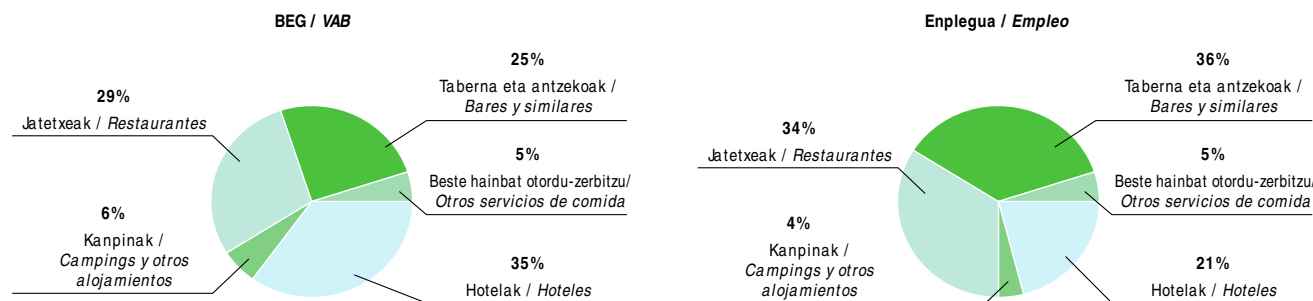 BEG / VAB
25%
Taberna eta antzekoak /
Bares y similares
29%
Jatetxeak / Restaurantes
5%
Beste hainbat otordu-zerbitzu/
Otros servicios de comida
6%
Kanpinak /
Campings y otros
alojamientos
35%
Hotelak / Hoteles
Enplegua / Empleo
36%
Taberna eta antzekoak /
Bares y similares
34%
Jatetxeak / Restaurantes
5%
Beste hainbat otordu-zerbitzu/
Otros servicios de comida
4%
Kanpinak /
Campings y otros
alojamientos
21%
Hotelak / Hoteles